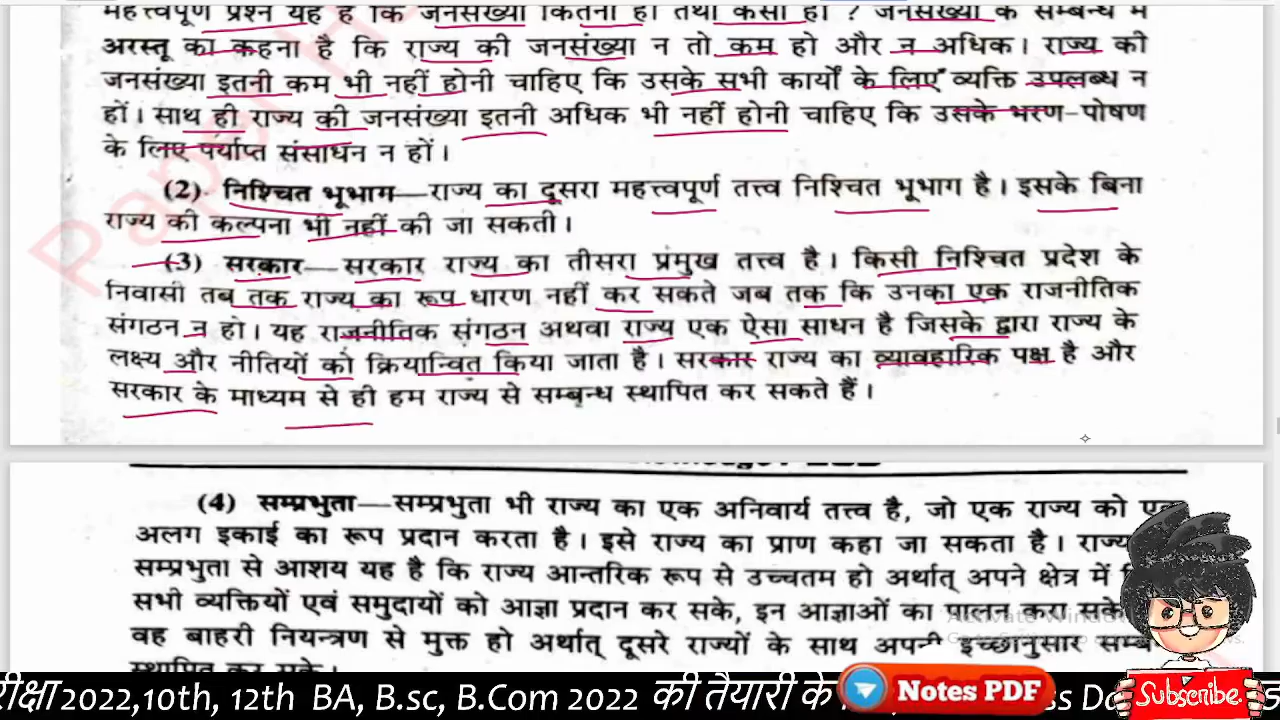 महत्त्वपूर्ण प्रश्न यह है कि जनसंख्या कितनी हो तथा कैसी हो ? जनसंख्या के सम्बन्ध में
अरस्तू का कहना है कि राज्य की जनसंख्या न तो कम हो और न अधिक। राज्य की
जनसंख्या इतनी कम भी नहीं होनी चाहिए कि उसके सभी कार्यों के लिए व्यक्ति उपलब्ध न
हों। साथ ही राज्य की जनसंख्या इतनी अधिक भी नहीं होनी चाहिए कि उसके भरण-पोषण
के लिए पर्याप्त संसाधन न हों।
(2) निश्चित भूभाग—राज्य का दूसरा महत्त्वपूर्ण तत्त्व निश्चित भूभाग है। इसके बिना
राज्य की कल्पना भी नहीं की जा सकती।
(3) सरकार—सरकार राज्य का तीसरा प्रमुख तत्त्व है। किसी निश्चित प्रदेश के
निवासी तब तक राज्य का रूप धारण नहीं कर सकते जब तक कि उनका एक राजनीतिक
संगठन न हो। यह राजनीतिक संगठन अथवा राज्य एक ऐसा साधन है जिसके द्वारा राज्य के
लक्ष्य और नीतियों को क्रियान्वित किया जाता है। सरकार राज्य का व्यावहारिक पक्ष है और
सरकार के माध्यम से ही हम राज्य से सम्बन्ध स्थापित कर सकते हैं।
(4) सम्प्रभुता—सम्प्रभुता भी राज्य का एक अनिवार्य तत्त्व है, जो एक राज्य को एक
अलग इकाई का रूप प्रदान करता है। इसे राज्य का प्राण कहा जा सकता है। राज्य
सम्प्रभुता से आशय यह है कि राज्य आन्तरिक रूप से उच्चतम हो अर्थात् अपने क्षेत्र में
सभी व्यक्तियों एवं समुदायों को आज्ञा प्रदान कर सके, इन आज्ञाओं का पालन करा सके
वह बाहरी नियन्त्रण से मुक्त हो अर्थात् दूसरे राज्यों के साथ अपनी इच्छानुसार सम्ब
स्थापित कर सके।
Activate Windows
रीक्षा 2022,10th, 12th BA, B.sc, B.Com 2022 की तैयारी के
Notes PDF
Subscribe